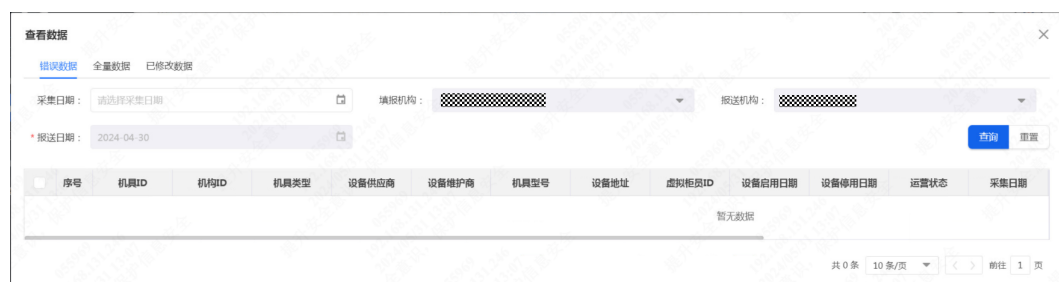 查看数据
错误数据 全量数据 已修改数据
采集日期： 请选择采集日期 填报机构： 报送机构：
* 报送日期： 2024-04-30 查询 重置
序号 机具ID 机构ID 机具类型 设备供应商 设备维护商 机具型号 设备地址 虚拟柜员ID 设备启用日期 设备停用日期 运营状态 采集日期
暂无数据
共 0 条 10 条/页 前往 1 页